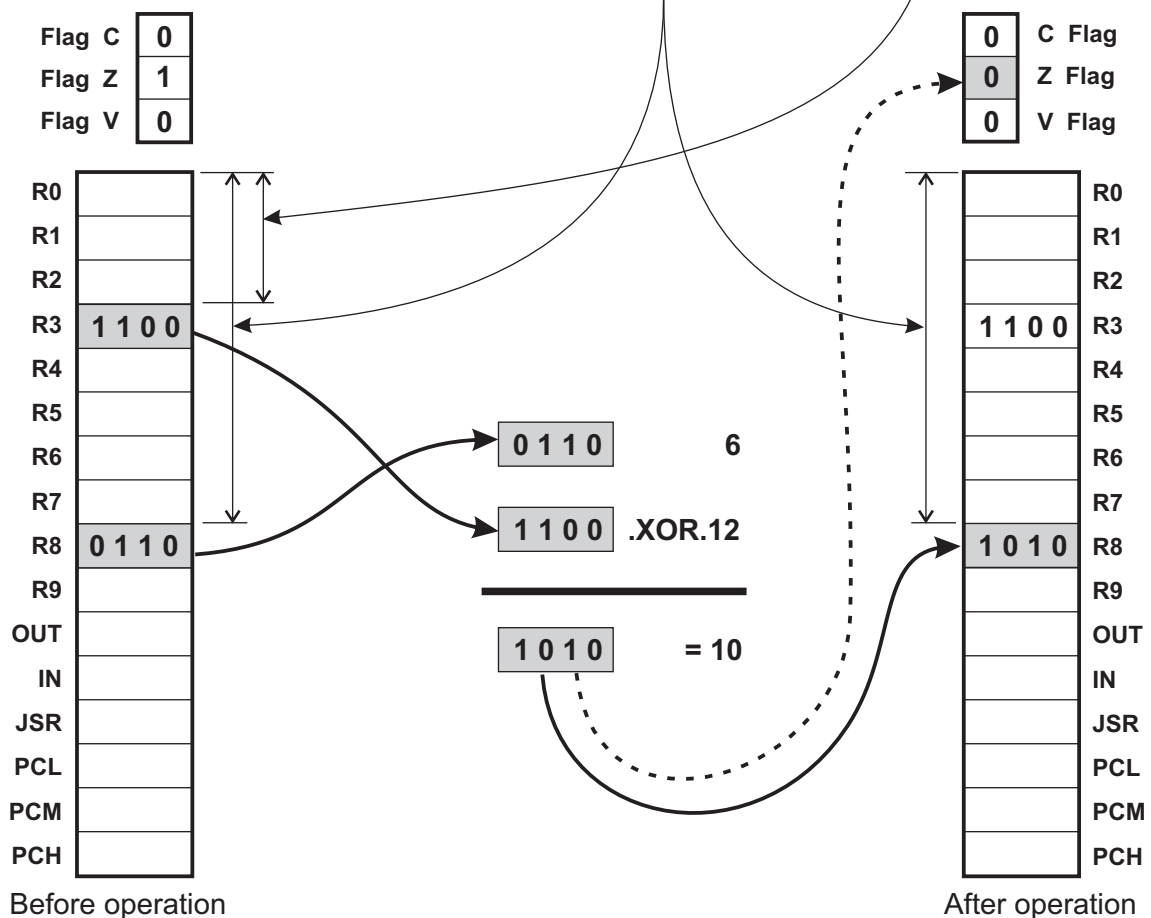 Flag C 0
Flag Z 1
Flag V 0
0 C Flag
0 Z Flag
0 V Flag
R0
R1
R2
R3 1 1 0 0
R4
R5
R6
R7
R8 0 1 1 0
R9
OUT
IN
JSR
PCL
PCM
PCH
Before operation
0 1 1 0 6
1 1 0 0 .XOR.12
1 0 1 0 = 10
R0
R1
R2
1 1 0 0 R3
R4
R5
R6
R7
1 0 1 0 R8
R9
OUT
IN
JSR
PCL
PCM
PCH
After operation